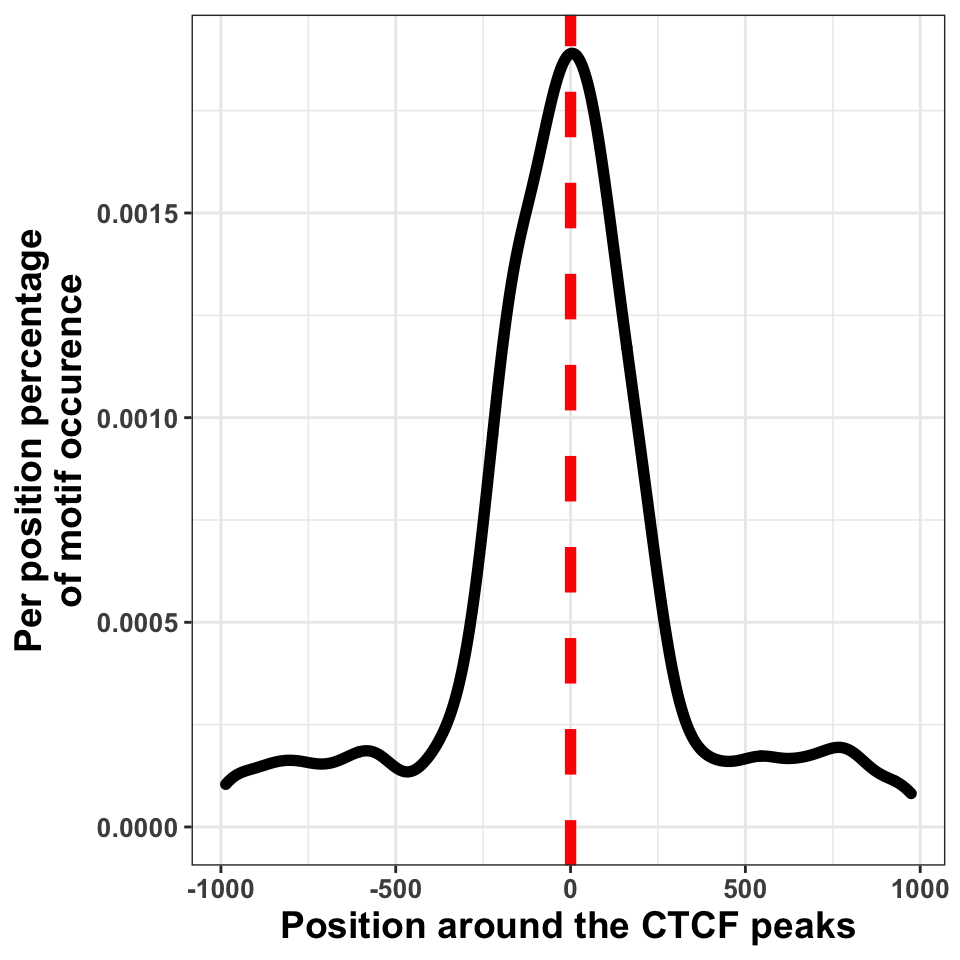 Per position percentage
of motif occurence
0.0015
0.0010
0.0005
0.0000
-1000 -500 0 500 1000
Position around the CTCF peaks